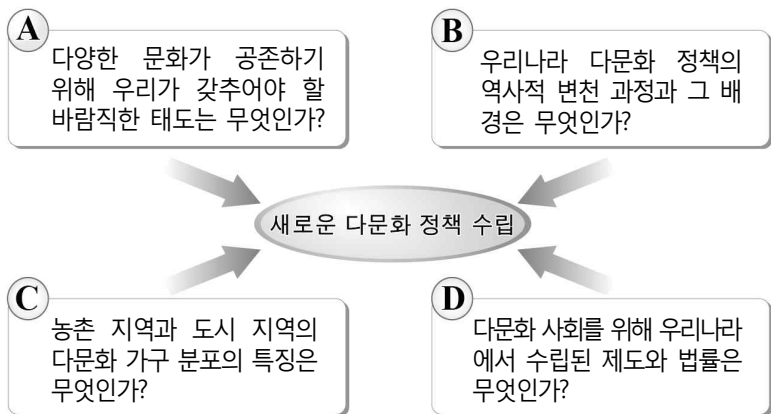 A
다양한 문화가 공존하기
위해 우리가 갖추어야 할
바람직한 태도는 무엇인가?
B
우리나라 다문화 정책의
역사적 변천 과정과 그 배
경은 무엇인가?
새로운 다문화 정책 수립
C
농촌 지역과 도시 지역의
다문화 가구 분포의 특징은
무엇인가?
D
다문화 사회를 위해 우리나라
에서 수립된 제도와 법률은
무엇인가?